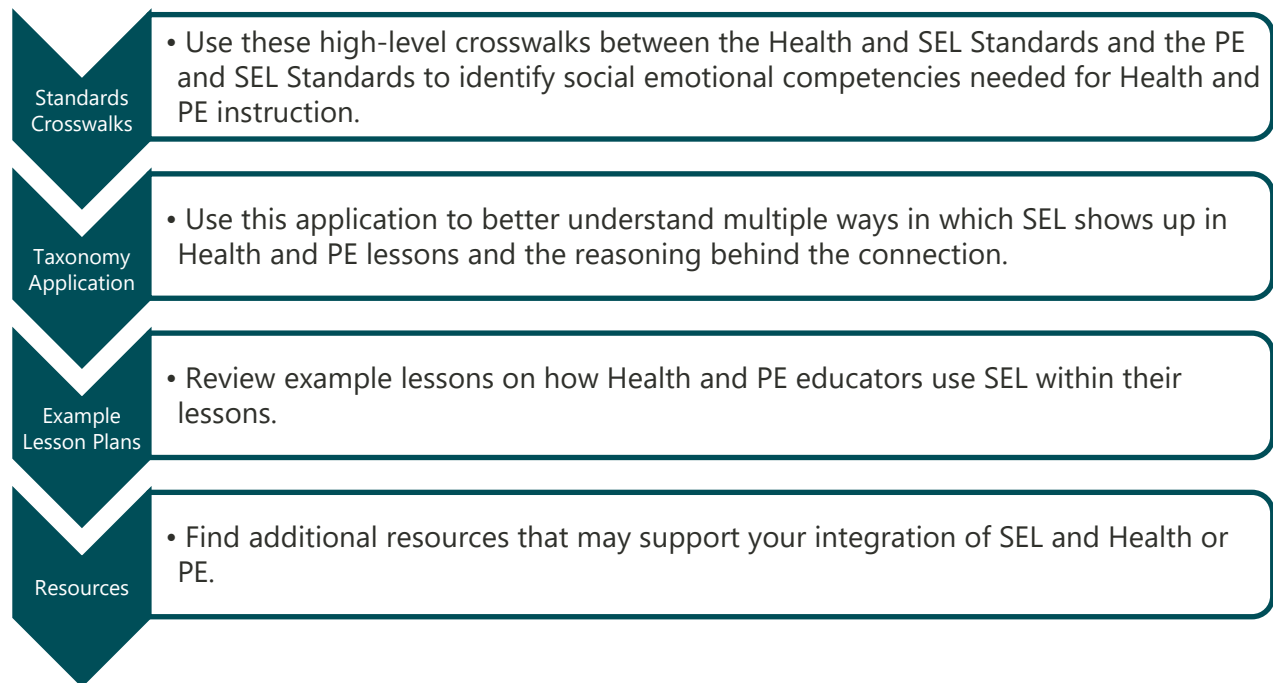 Standards
Crosswalks
• Use these high-level crosswalks between the Health and SEL Standards and the PE
and SEL Standards to identify social emotional competencies needed for Health and
PE instruction.
Taxonomy
Application
• Use this application to better understand multiple ways in which SEL shows up in
Health and PE lessons and the reasoning behind the connection.
Example
Lesson Plans
• Review example lessons on how Health and PE educators use SEL within their
lessons.
Resources
• Find additional resources that may support your integration of SEL and Health or
PE.